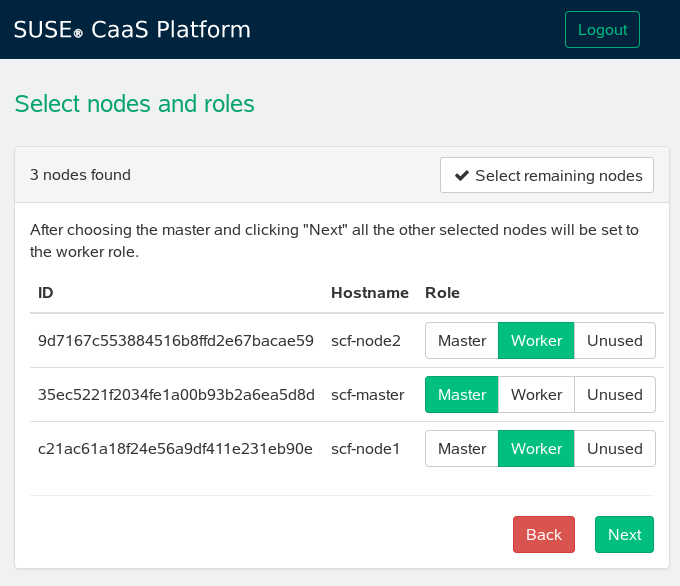 SUSE® CaaS Platform Logout
Select nodes and roles
3 nodes found Select remaining nodes
After choosing the master and clicking "Next" all the other selected nodes will be set to
the worker role.
ID Hostname Role
9d7167c553884516b8ffd2e67bacae59 scf-node2 Master Worker Unused
35ec5221f2034fe1a00b93b2a6ea5d8d scf-master Master Worker Unused
c21ac61a18f24e56a9df411e231eb90e scf-node1 Master Worker Unused
Back Next